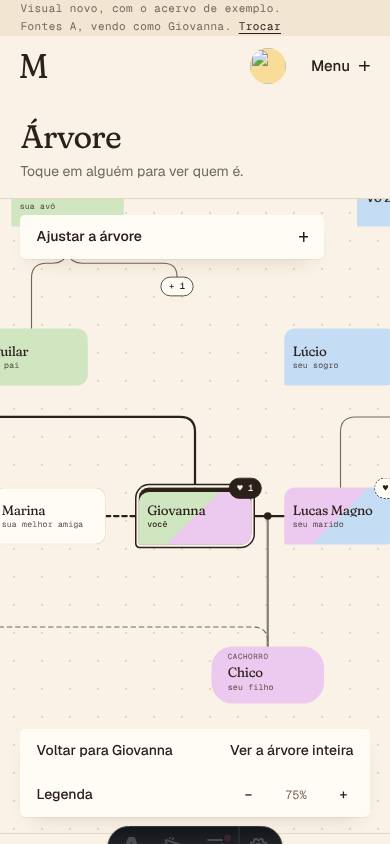 Visual novo, com o acervo de exemplo.
Fontes A, vendo como Giovanna. Trocar
M
Menu +
Árvore
Toque em alguém para ver quem é.
sua avó
Ajustar a árvore +
+ 1
uilar
pai
Lúcio
seu sogro
♥ 1
♥
Marina
sua melhor amiga
Giovanna
você
Lucas Magno
seu marido
CACHORRO
Chico
seu filho
Voltar para Giovanna
Ver a árvore inteira
Legenda
− 75% +